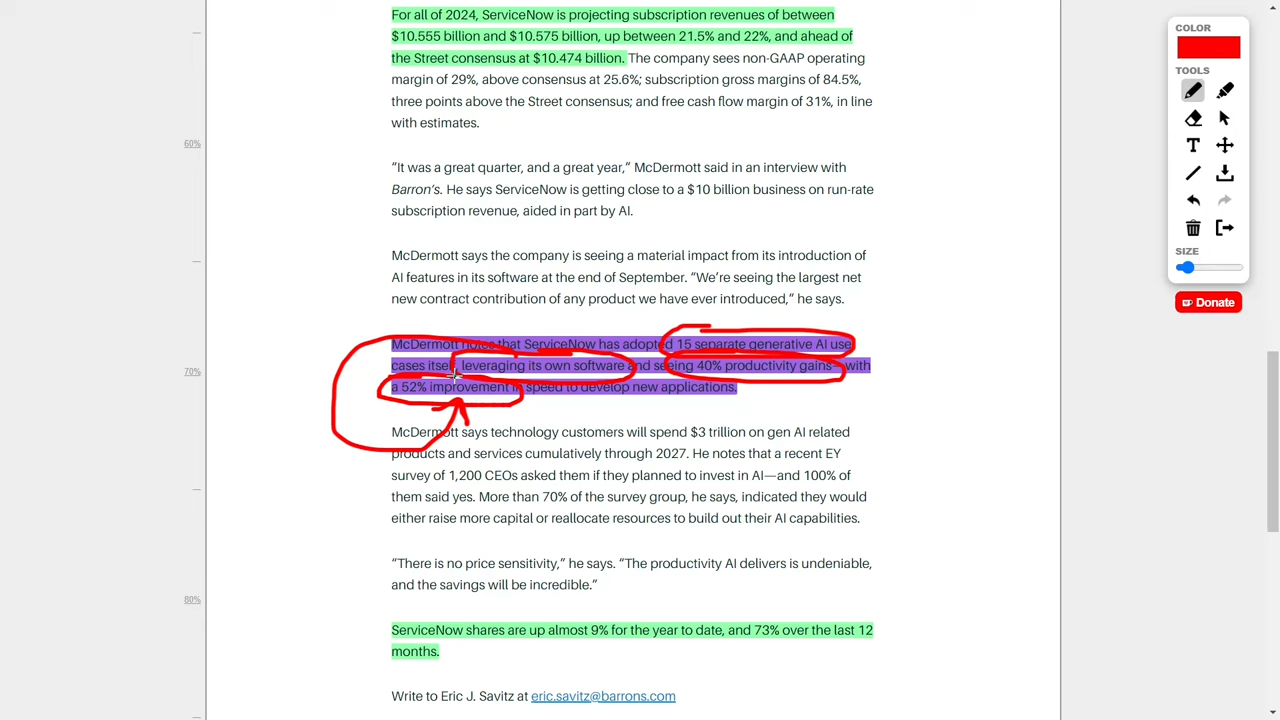 For all of 2024, ServiceNow is projecting subscription revenues of between
$10.555 billion and $10.575 billion, up between 21.5% and 22%, and ahead of
the Street consensus at $10.474 billion. The company sees non-GAAP operating
margin of 29%, above consensus at 25.6%; subscription gross margins of 84.5%,
three points above the Street consensus; and free cash flow margin of 31%, in line
with estimates.
60%
“It was a great quarter, and a great year,” McDermott said in an interview with
Barron’s. He says ServiceNow is getting close to a $10 billion business on run-rate
subscription revenue, aided in part by AI.
McDermott says the company is seeing a material impact from its introduction of
AI features in its software at the end of September. “We’re seeing the largest net
new contract contribution of any product we have ever introduced,” he says.
McDermott notes that ServiceNow has adopted 15 separate generative AI use
cases itself, leveraging its own software and seeing 40% productivity gains—with
70%
a 52% improvement in speed to develop new applications.
McDermott says technology customers will spend $3 trillion on gen AI related
products and services cumulatively through 2027. He notes that a recent EY
survey of 1,200 CEOs asked them if they planned to invest in AI—and 100% of
them said yes. More than 70% of the survey group, he says, indicated they would
either raise more capital or reallocate resources to build out their AI capabilities.
“There is no price sensitivity,” he says. “The productivity AI delivers is undeniable,
and the savings will be incredible.”
80%
ServiceNow shares are up almost 9% for the year to date, and 73% over the last 12
months.
Write to Eric J. Savitz at eric.savitz@barrons.com
COLOR
TOOLS
T
SIZE
Donate